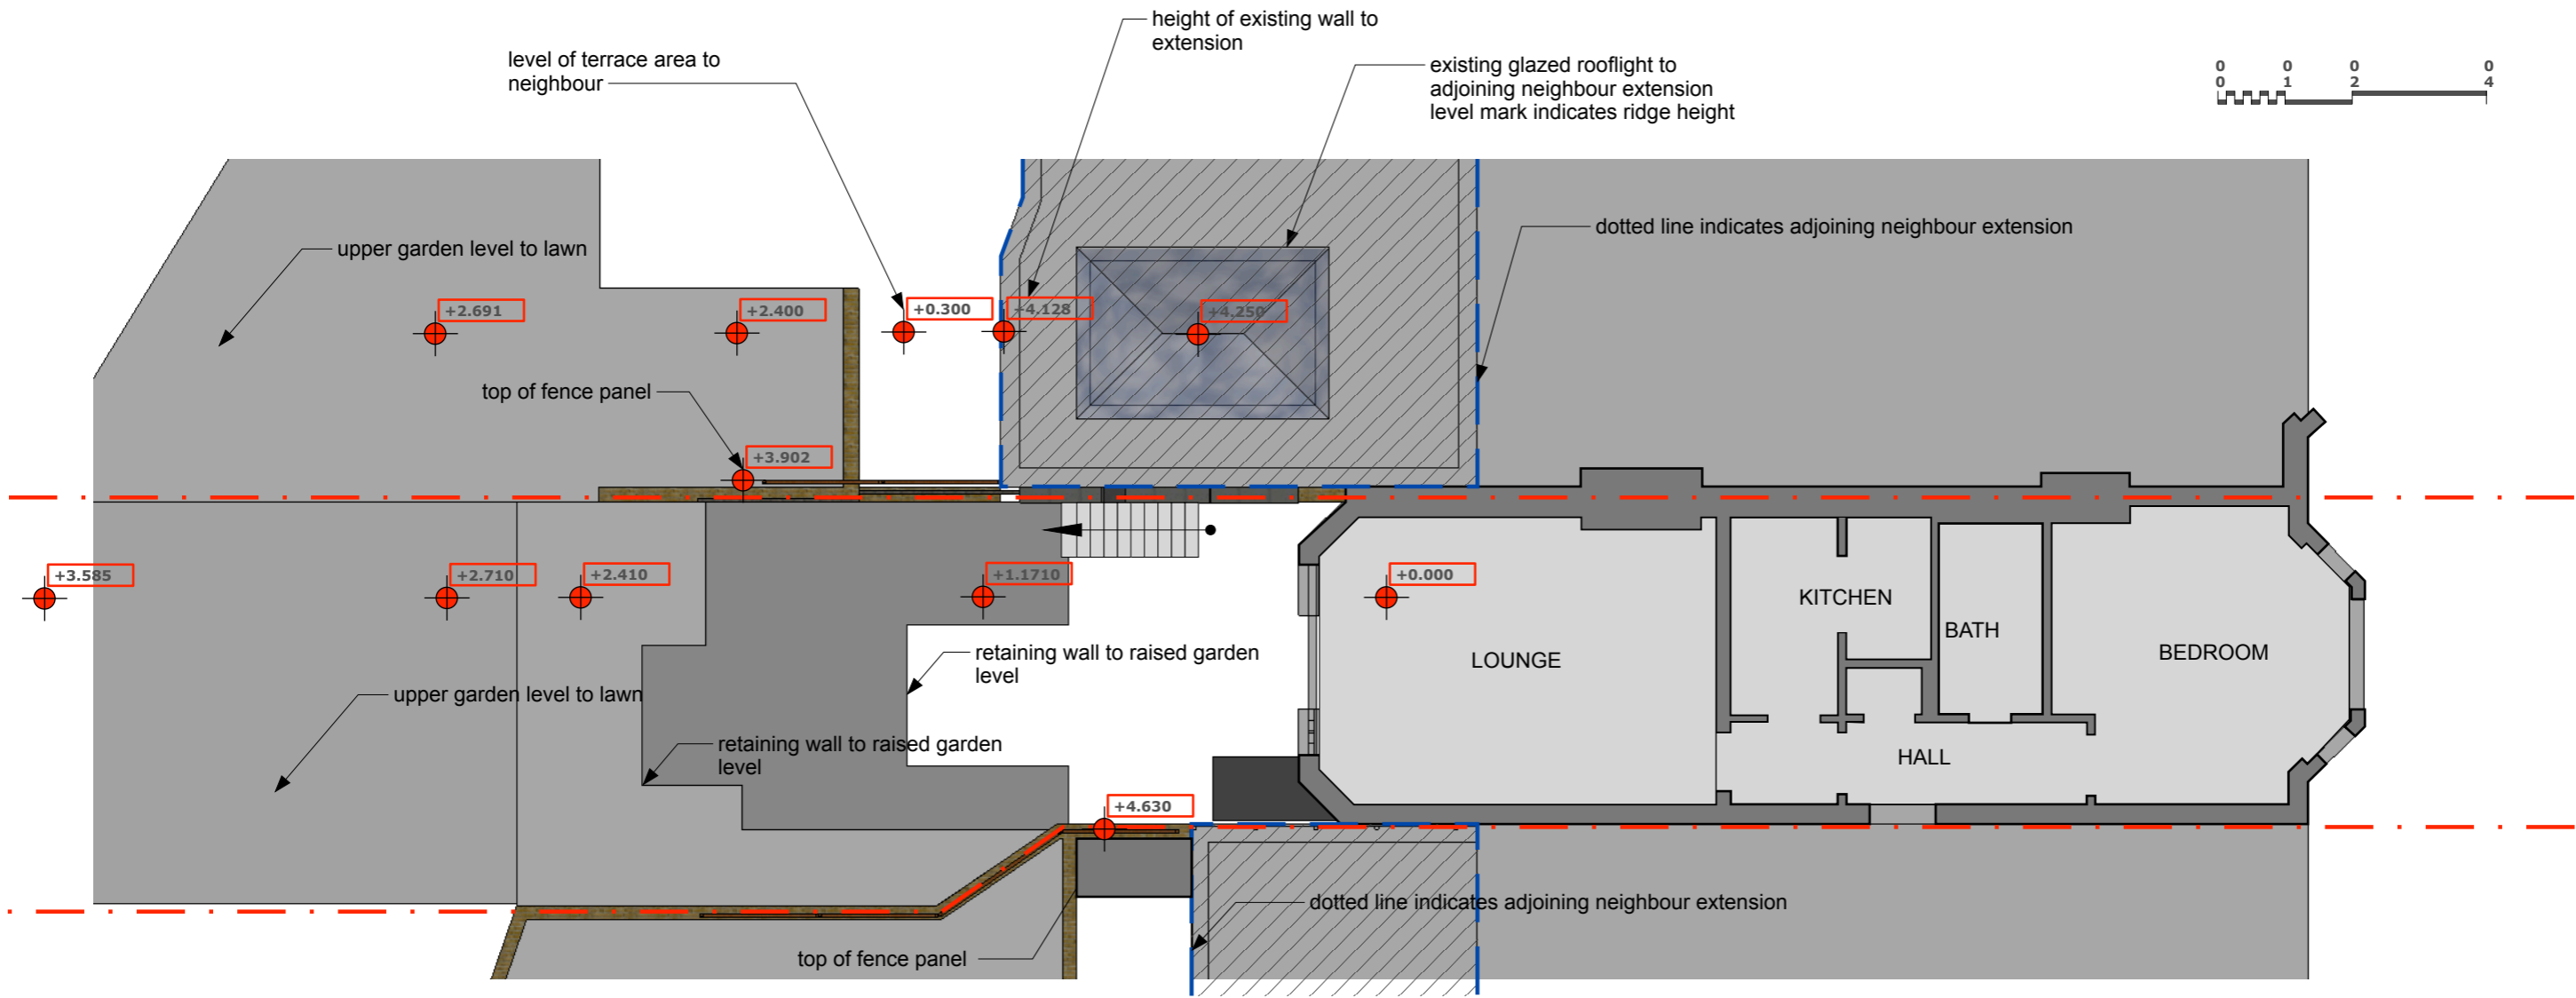 height of existing wall to
extension
level of terrace area to
neighbour
existing glazed rooflight to
adjoining neighbour extension
level mark indicates ridge height
0 0 0 0
0 1 2 4
dotted line indicates adjoining neighbour extension
upper garden level to lawn
+2.691
+2.400
+0.300
+4.128
+4.250
top of fence panel
+3.902
+3.585
+2.710
+2.410
+1.1710
+0.000
KITCHEN
BATH
LOUNGE
BEDROOM
retaining wall to raised garden
level
upper garden level to lawn
retaining wall to raised garden
level
HALL
+4.630
dotted line indicates adjoining neighbour extension
top of fence panel